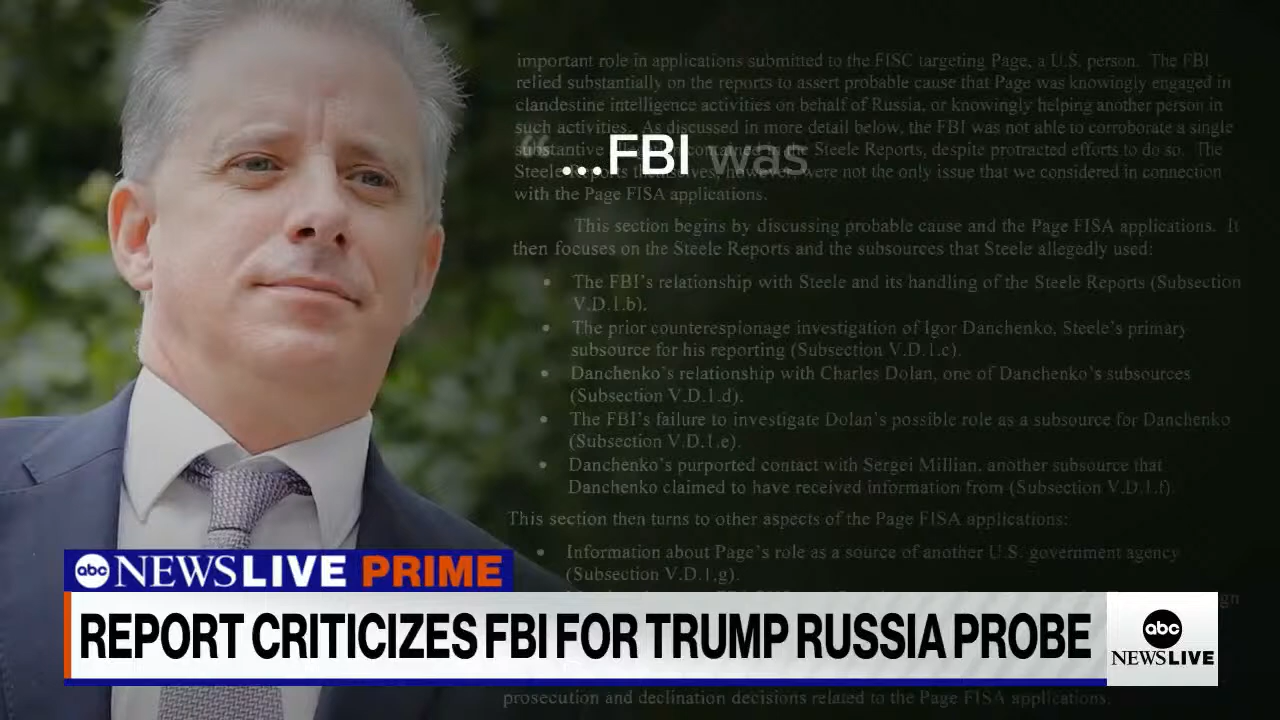 important role in applications submitted to the FISC targeting Page, a U.S. person. The FBI
relied substantially on the reports to assert probable cause that Page was knowingly engaged in
clandestine intelligence activities on behalf of Russia, or knowingly helping another person in
such activities. As discussed in more detail below, the FBI was not able to corroborate a single
substantive the Steele Reports, despite protracted efforts to do so. The
“...FBI was
Steele were not the only issue that we considered in connection
with the Page FISA applications.
This section begins by discussing probable cause and the Page FISA applications. It
then focuses on the Steele Reports and the subsources that Steele allegedly used:
• The FBI's relationship with Steele and its handling of the Steele Reports (Subsection
V.D.1.b).
• The prior counterespionage investigation of Igor Danchenko, Steele's primary
subsource for his reporting (Subsection V.D.1.c).
• Danchenko's relationship with Charles Dolan, one of Danchenko's subsources
(Subsection V.D.1.d).
• The FBI's failure to investigate Dolan's possible role as a subsource for Danchenko
(Subsection V.D.1.e).
• Danchenko's purported contact with Sergei Millian, another subsource that
Danchenko claimed to have received information from (Subsection V.D.1.f).
This section then turns to other aspects of the Page FISA applications:
• Information about Page's role as a source of another U.S. government agency
(Subsection V.D.1.g).
abc NEWS LIVE PRIME
REPORT CRITICIZES FBI FOR TRUMP RUSSIA PROBE
abc
NEWS LIVE
prosecution and declination decisions related to the Page FISA applications.